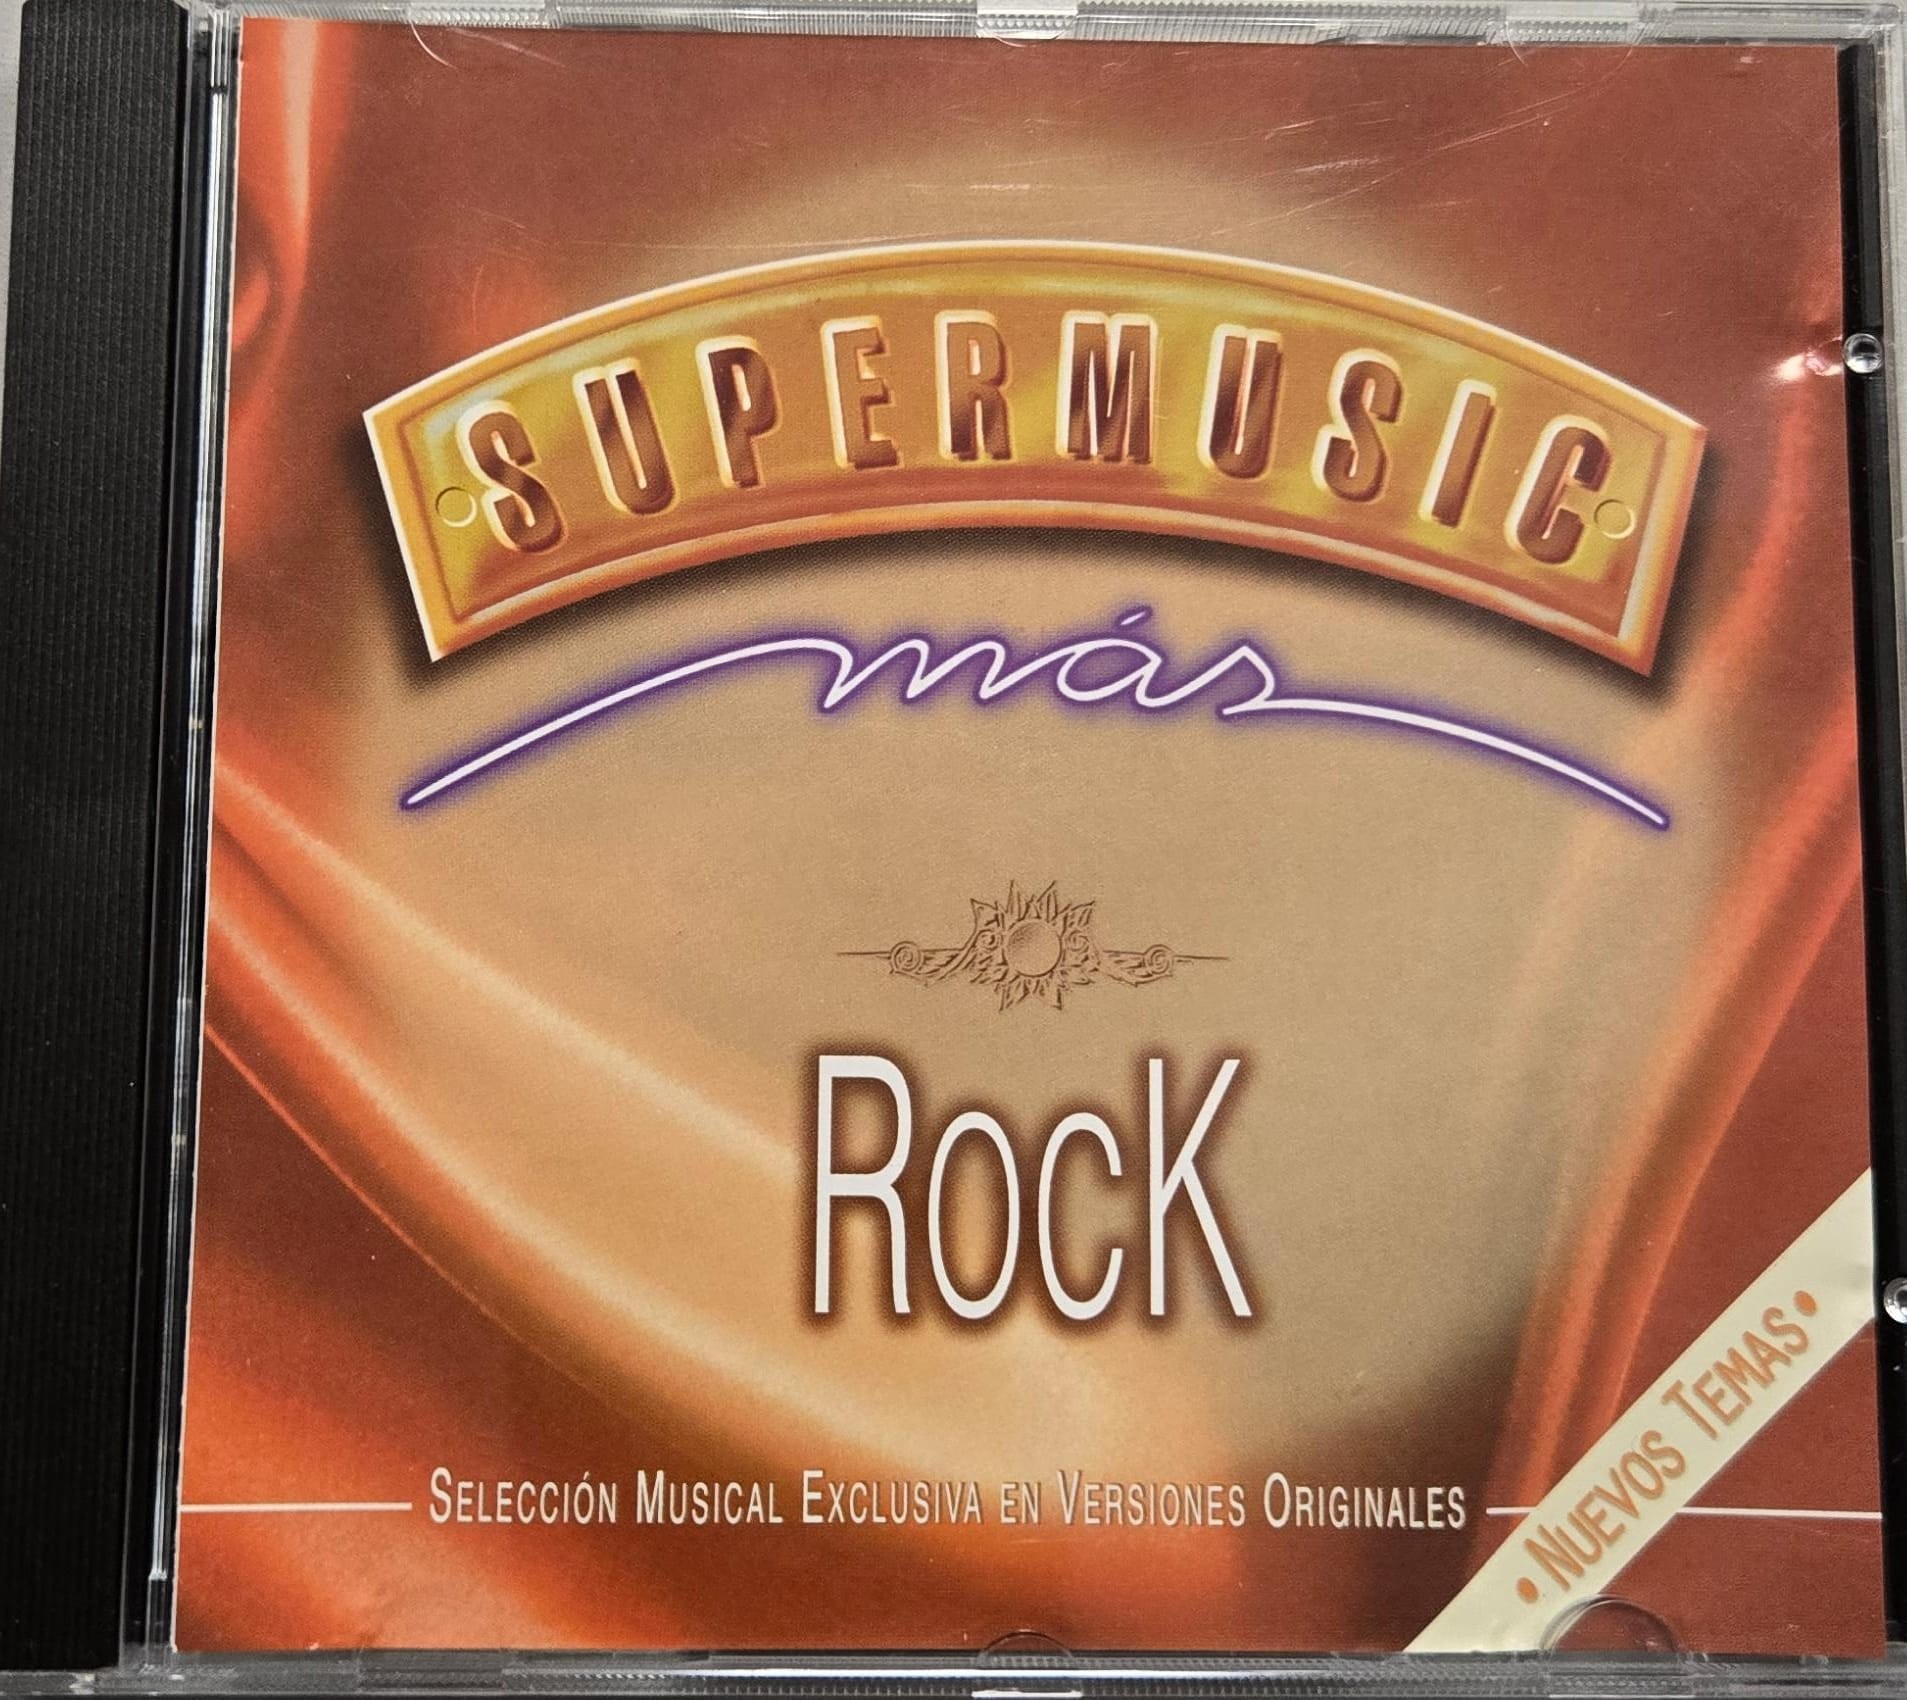 SUPERMUSIC
más
ROCK
SELECCIÓN MUSICAL EXCLUSIVA EN VERSIONES ORIGINALES
• NUEVOS TEMAS •